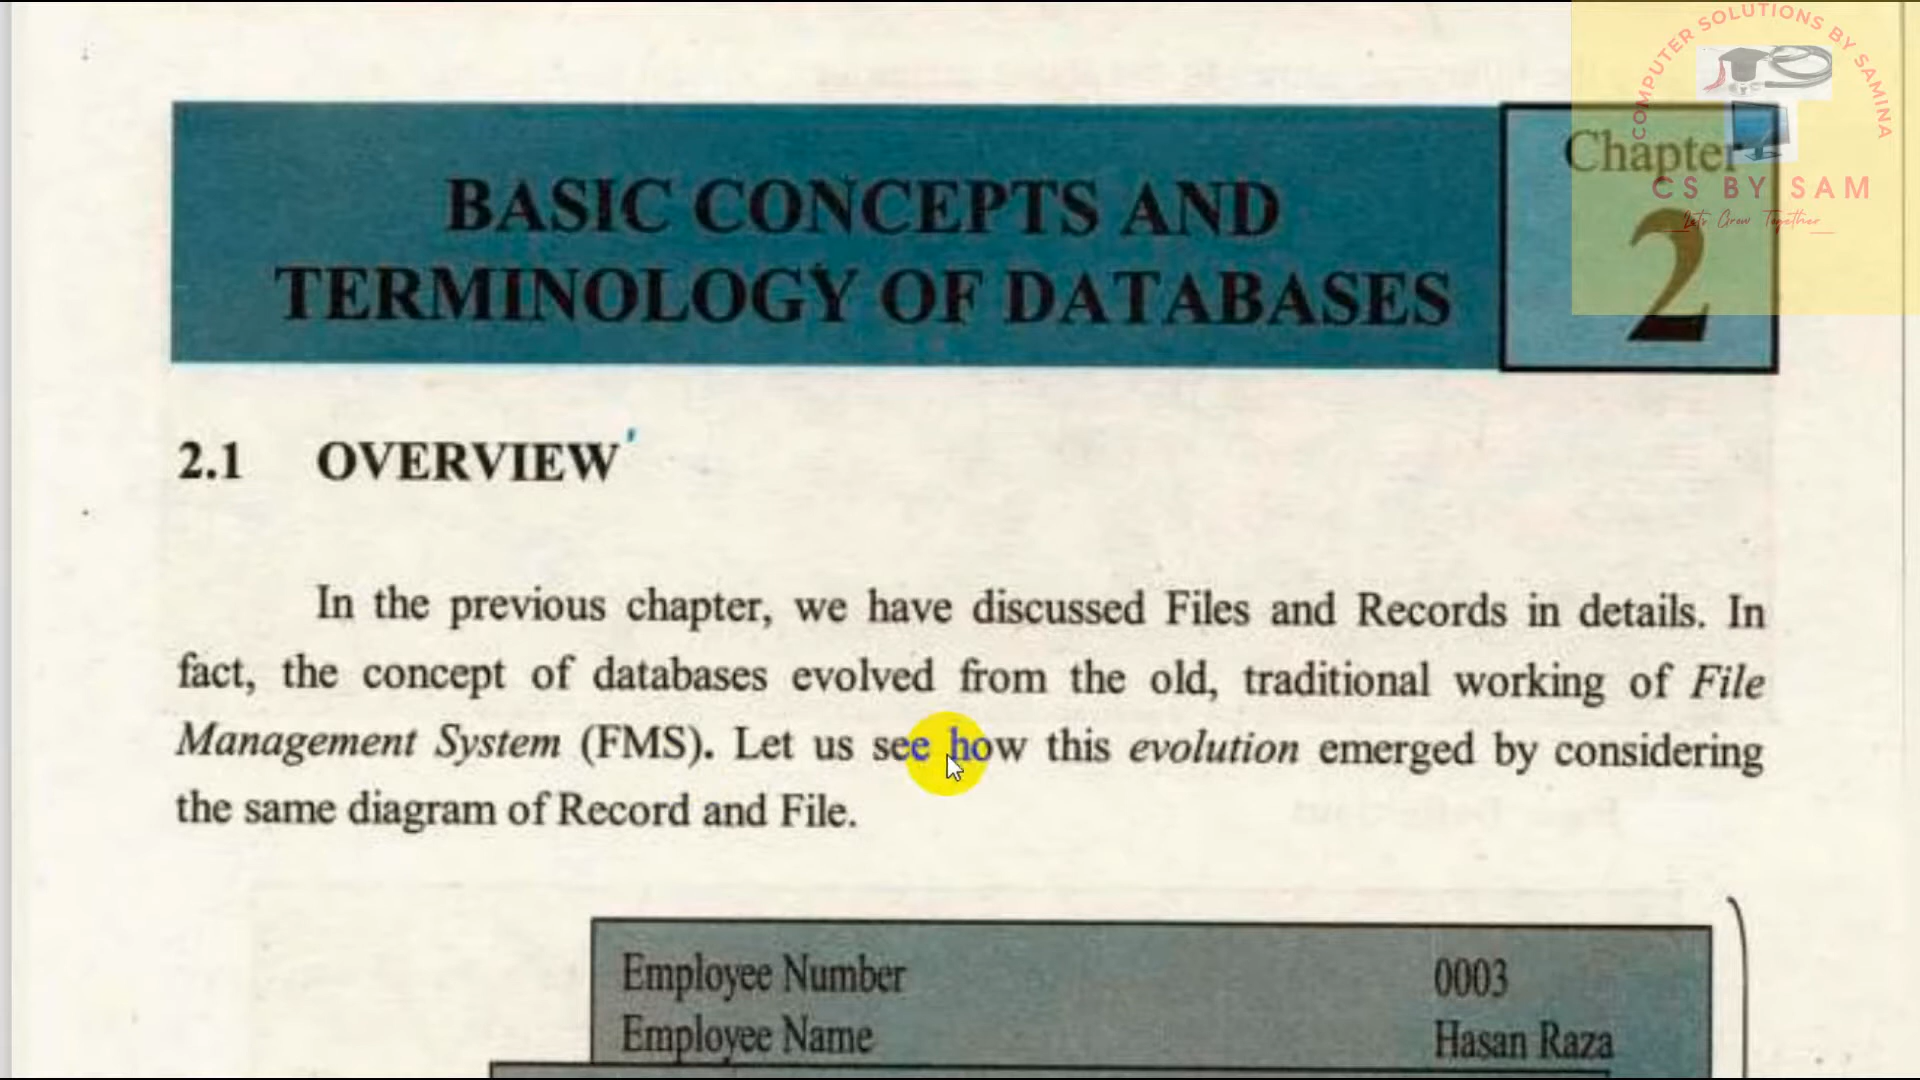 COMPUTER SOLUTIONS BY SAMINA
BASIC CONCEPTS AND
TERMINOLOGY OF DATABASES
Chapter
2
CS BY SAM
Let's Grow Together
2.1 OVERVIEW
In the previous chapter, we have discussed Files and Records in details. In
fact, the concept of databases evolved from the old, traditional working of File
Management System (FMS). Let us see how this evolution emerged by considering
the same diagram of Record and File.
Employee Number 0003
Employee Name Hasan Raza